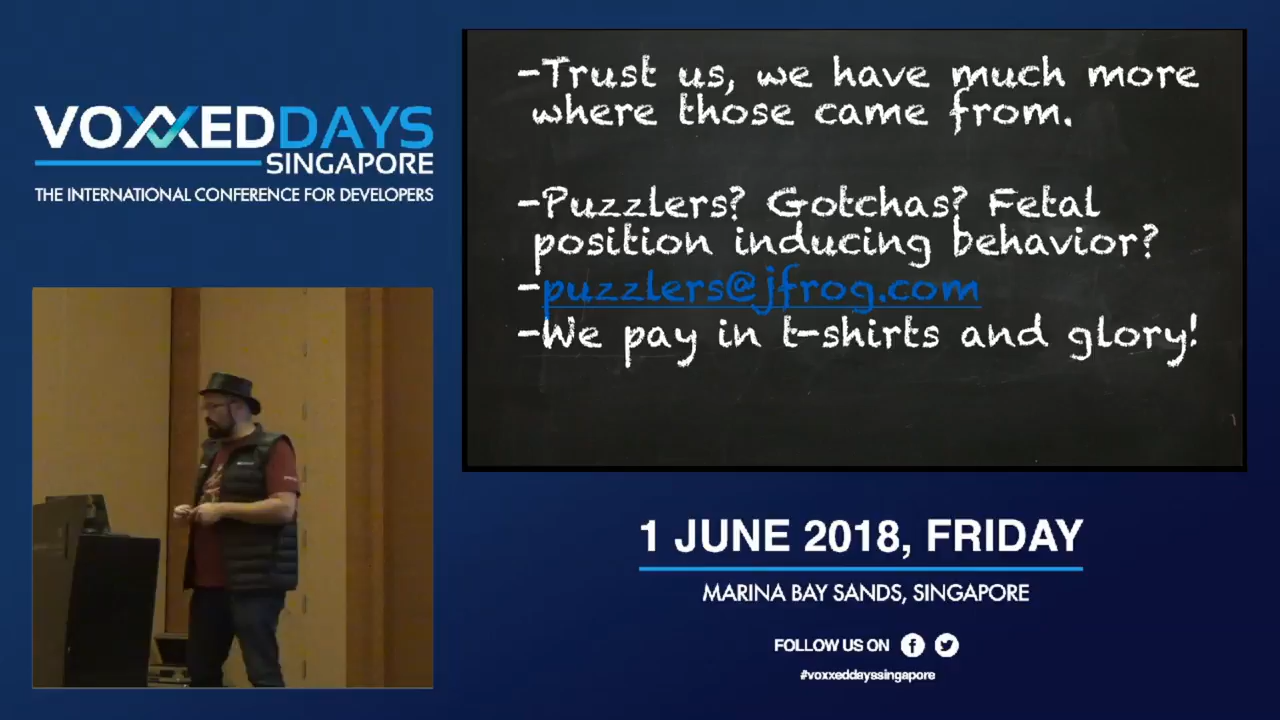 VOXXEDDAYS
SINGAPORE
THE INTERNATIONAL CONFERENCE FOR DEVELOPERS
-Trust us, we have much more
where those came from.
-Puzzlers? Gotchas? Fetal
position inducing behavior?
-puzzlers@jfrog.com
-We pay in t-shirts and glory!
1 JUNE 2018, FRIDAY
MARINA BAY SANDS, SINGAPORE
FOLLOW US ON
#voxxeddayssingapore